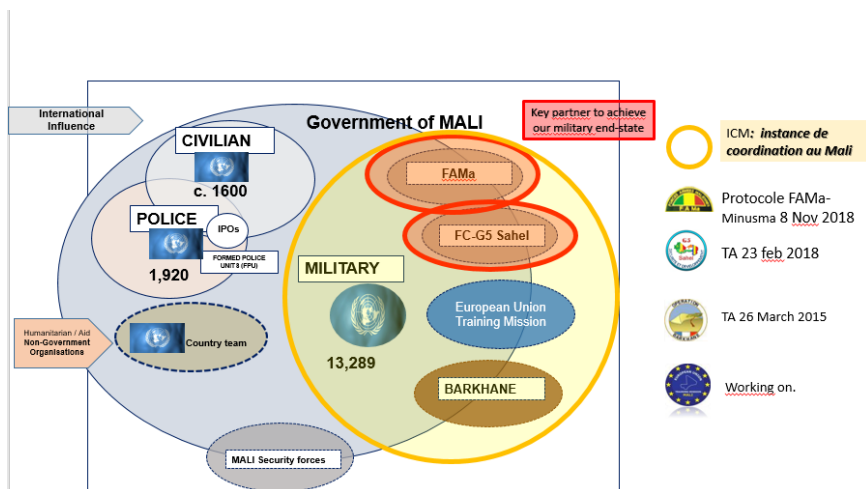 International
Influence
Government of MALI
Key partner to achieve
our military end-state
CIVILIAN
c. 1600
POLICE
IPOs
1,920
FORMED POLICE
UNITS (FPU)
FAMa
FC-G5 Sahel
MILITARY
13,289
European Union
Training Mission
BARKHANE
Humanitarian / Aid
Non-Government
Organisations
Country team
MALI Security forces
ICM: instance de
coordination au Mali
Protocole FAMa-
Minusma 8 Nov 2018
TA 23 feb 2018
TA 26 March 2015
Working on.